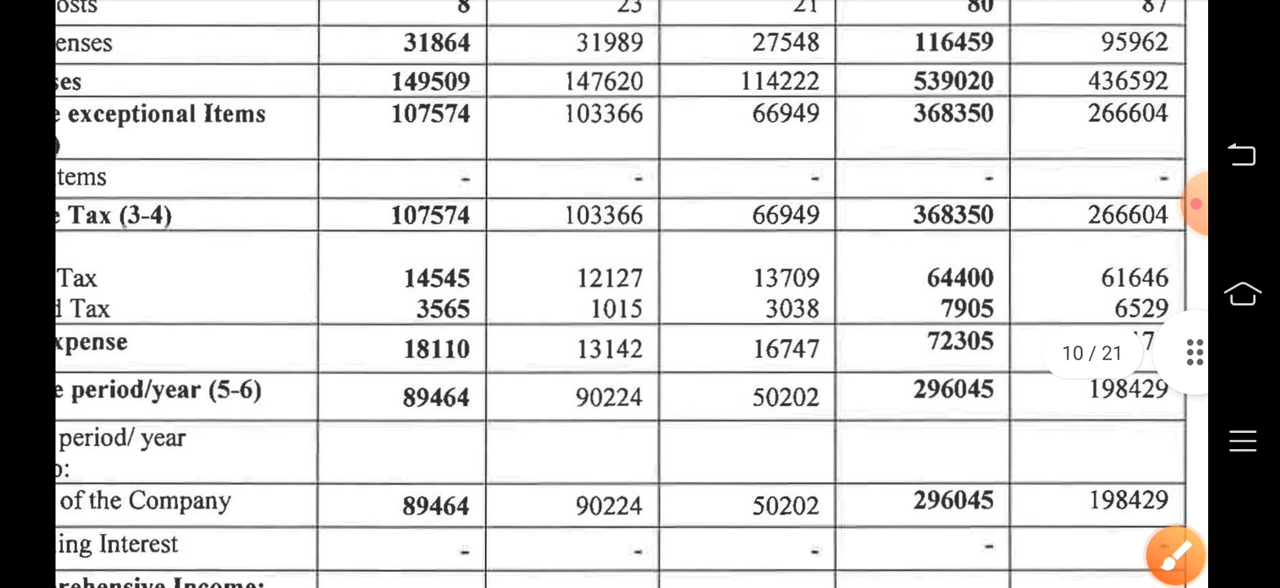 osts 8 23 21 80 87
enses 31864 31989 27548 116459 95962
ses 149509 147620 114222 539020 436592
e exceptional Items 107574 103366 66949 368350 266604
)
tems - - - - -
e Tax (3-4) 107574 103366 66949 368350 266604
Tax 14545 12127 13709 64400 61646
d Tax 3565 1015 3038 7905 6529
xpense 18110 13142 16747 72305
10 / 21
e period/year (5-6) 89464 90224 50202 296045 198429
period/ year
o:
of the Company 89464 90224 50202 296045 198429
ing Interest - - - -
rehensive Income: